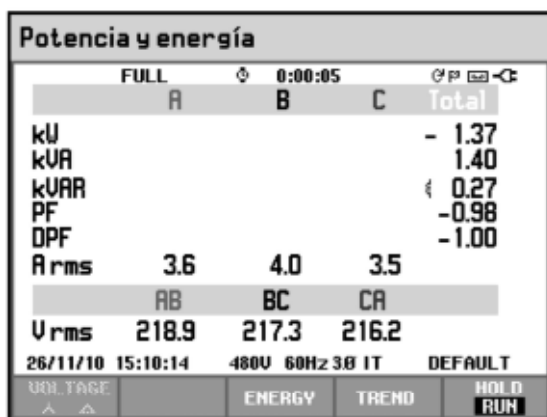 Potencia y energía
FULL 0:00:05
A B C Total
kW - 1.37
kVA 1.40
kVAR 0.27
PF -0.98
DPF -1.00
A rms 3.6 4.0 3.5
AB BC CA
V rms 218.9 217.3 216.2
26/11/10 15:10:14 480V 60Hz 3Ø IT DEFAULT
VOLTAGE ENERGY TREND HOLD
RUN